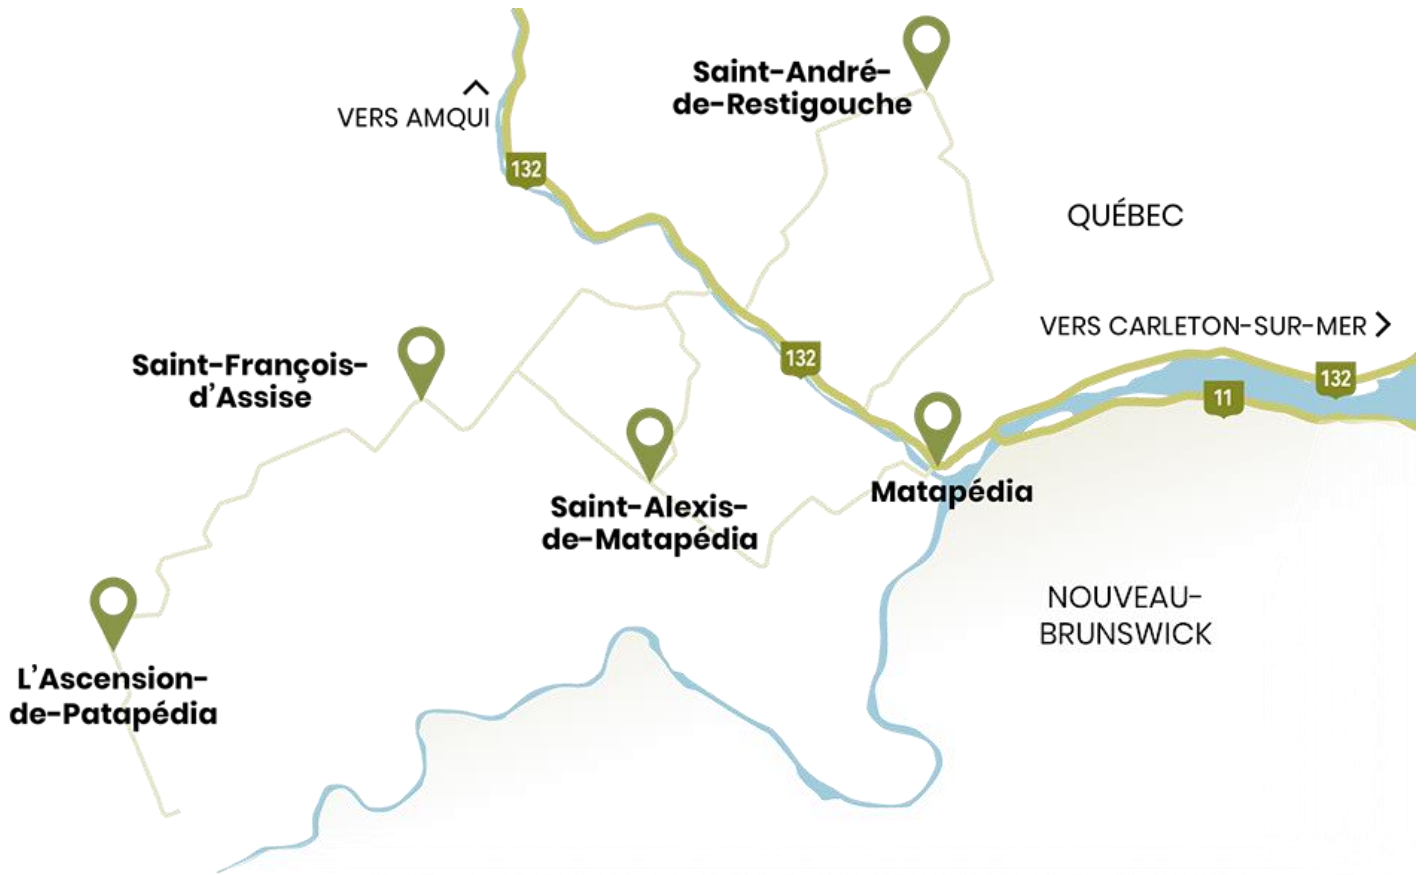 Saint-André-
de-Restigouche
VERS AMQUI
132
QUÉBEC
VERS CARLETON-SUR-MER
Saint-François-
d’Assise
132
132
11
Matapédia
Saint-Alexis-
de-Matapédia
NOUVEAU-
BRUNSWICK
L’Ascension-
de-Patapédia